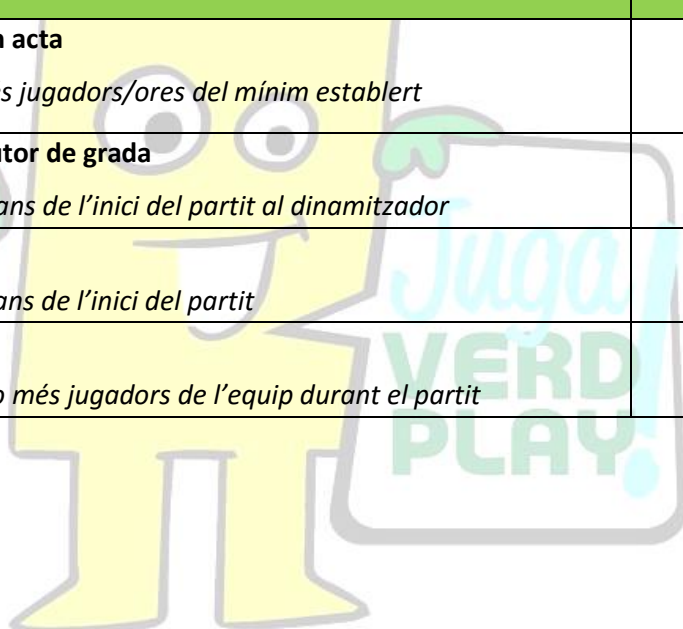 n acta
s jugadors/ores del mínim establert
tor de grada
ans de l'inici del partit al dinamitzador
ans de l'inici del partit
més jugadors de l'equip durant el partit
Juga
VERD
PLAY!